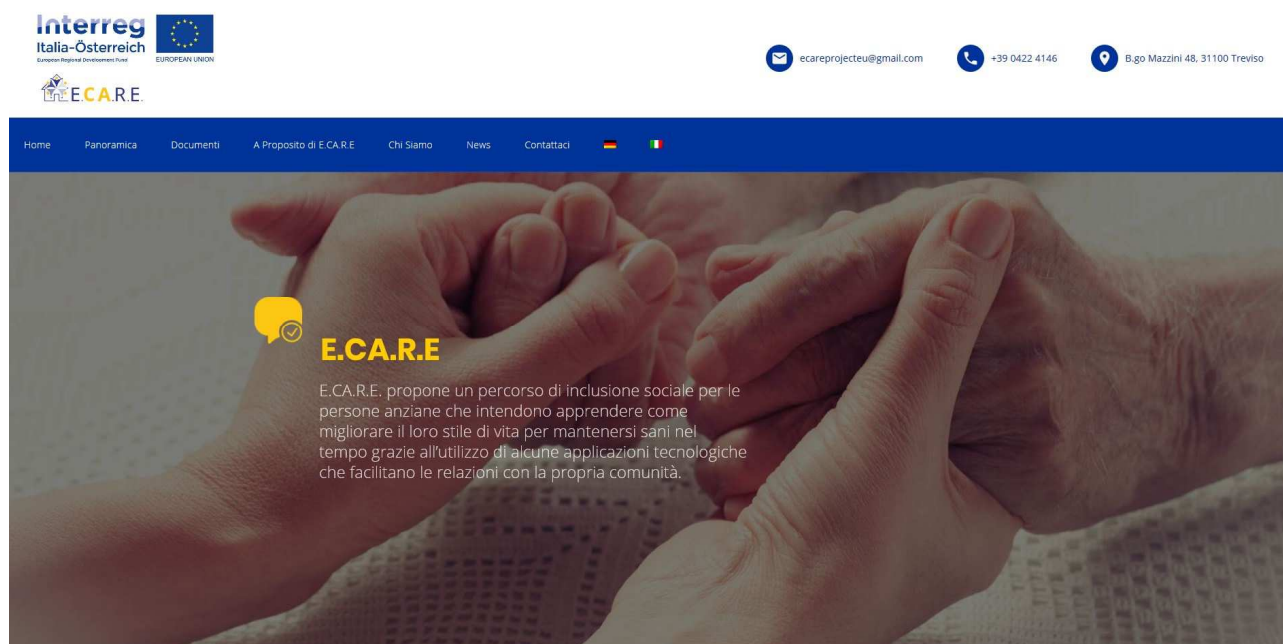 Interreg
Italia-Österreich
European Regional Development Fund
EUROPEAN UNION
E.CA.R.E.
ecareprojecteu@gmail.com
+39 0422 4146
B.go Mazzini 48, 31100 Treviso
Home
Panoramica
Documenti
A Proposito di E.CA.R.E
Chi Siamo
News
Contattaci
E.CA.R.E
E.CA.R.E. propone un percorso di inclusione sociale per le
persone anziane che intendono apprendere come
migliorare il loro stile di vita per mantenersi sani nel
tempo grazie all'utilizzo di alcune applicazioni tecnologiche
che facilitano le relazioni con la propria comunità.